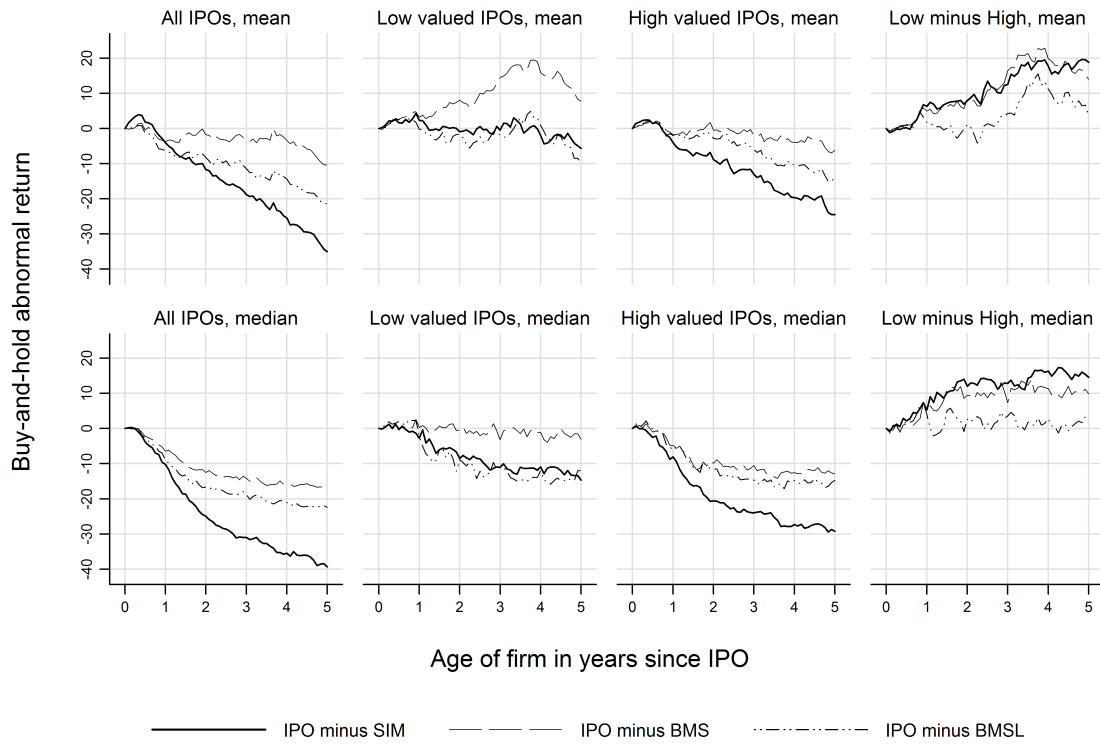 All IPOs, mean
Low valued IPOs, mean
High valued IPOs, mean
Low minus High, mean
20
10
0
-10
-20
-30
-40
All IPOs, median
Low valued IPOs, median
High valued IPOs, median
Low minus High, median
20
10
0
-10
-20
-30
-40
0 1 2 3 4 5
0 1 2 3 4 5
0 1 2 3 4 5
0 1 2 3 4 5
Buy-and-hold abnormal return
Age of firm in years since IPO
IPO minus SIM
IPO minus BMS
IPO minus BMSL